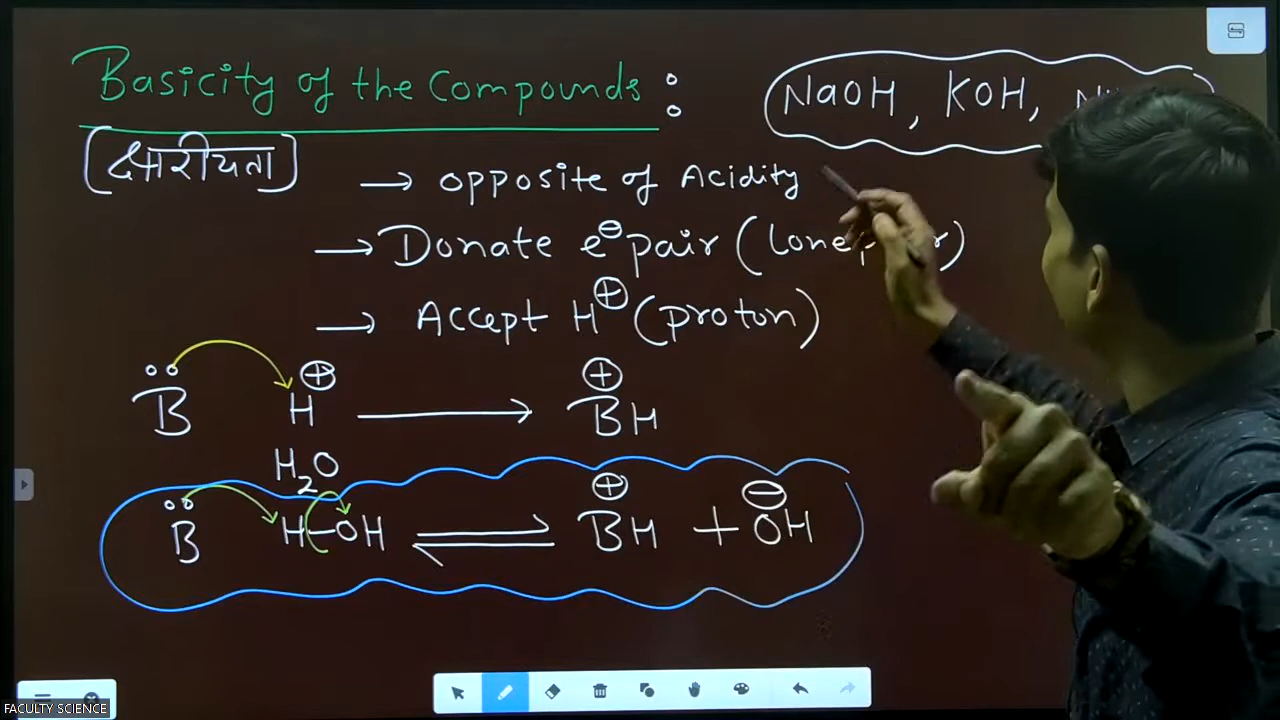 Basicity of the Compounds :
NaOH, KOH,
[क्षारीयता]
→ opposite of Acidity
→ Donate e⊖ pair (lone
→ Accept H⊕ (proton)
B̈ H⊕ → ⊕BH
H₂O
B̈ H-OH ⇌ ⊕BH + ⊖OH
FACULTY SCIENCE